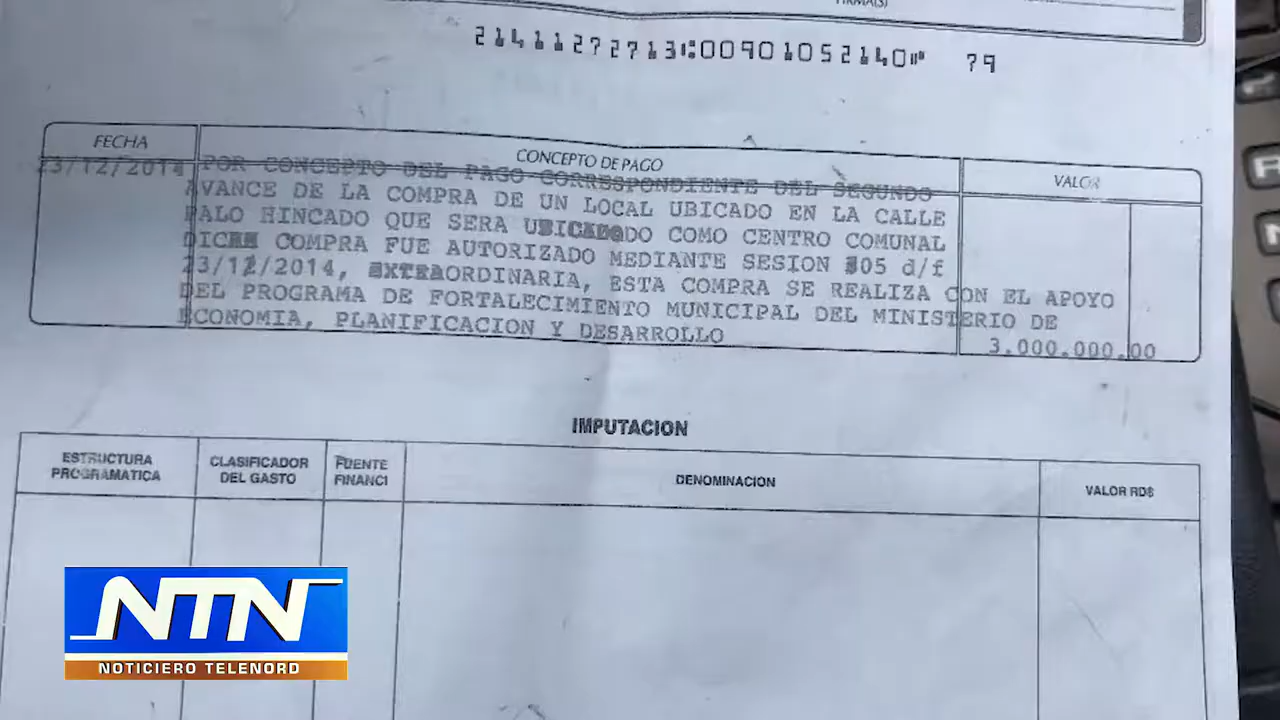 FIRMA(S)
21411272713⑆00901052140⑈ 79
FECHA
CONCEPTO DE PAGO
VALOR
23/12/2014 POR CONCEPTO DEL PAGO CORRESPONDIENTE DEL SEGUNDO
AVANCE DE LA COMPRA DE UN LOCAL UBICADO EN LA CALLE
PALO HINCADO QUE SERA COMO CENTRO COMUNAL
COMPRA FUE AUTORIZADO MEDIANTE SESION d/f
23/12/2014, EXTRAORDINARIA, ESTA COMPRA SE REALIZA CON EL APOYO
DEL PROGRAMA DE FORTALECIMIENTO MUNICIPAL DEL MINISTERIO DE
ECONOMIA, PLANIFICACION Y DESARROLLO
3.000.000.00
IMPUTACION
ESTRUCTURA
PROGRAMATICA
CLASIFICADOR
DEL GASTO
FUENTE
FINANCI
DENOMINACION
VALOR RD$
NTN
NOTICIERO TELENORD